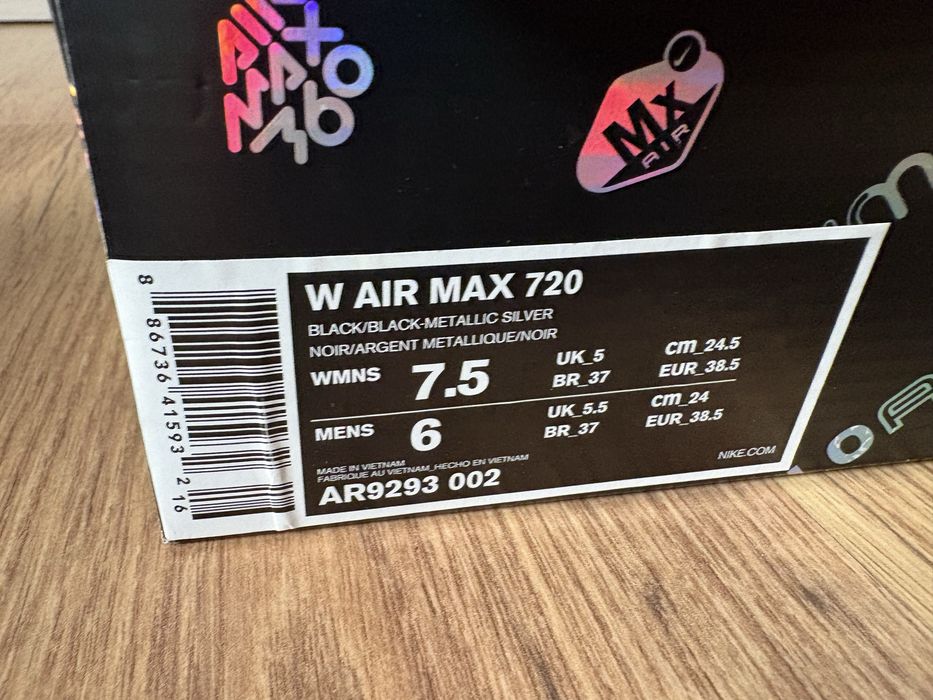 MX
AIR
8
86736 41593 2 16
W AIR MAX 720
BLACK/BLACK-METALLIC SILVER
NOIR/ARGENT METALLIQUE/NOIR
WMNS 7.5 UK_5 cm_24.5
BR_37 EUR_38.5
MENS 6 UK_5.5 cm_24
BR_37 EUR_38.5
MADE IN VIETNAM
FABRIQUE AU VIETNAM_HECHO EN VIETNAM
AR9293 002
NIKE.COM